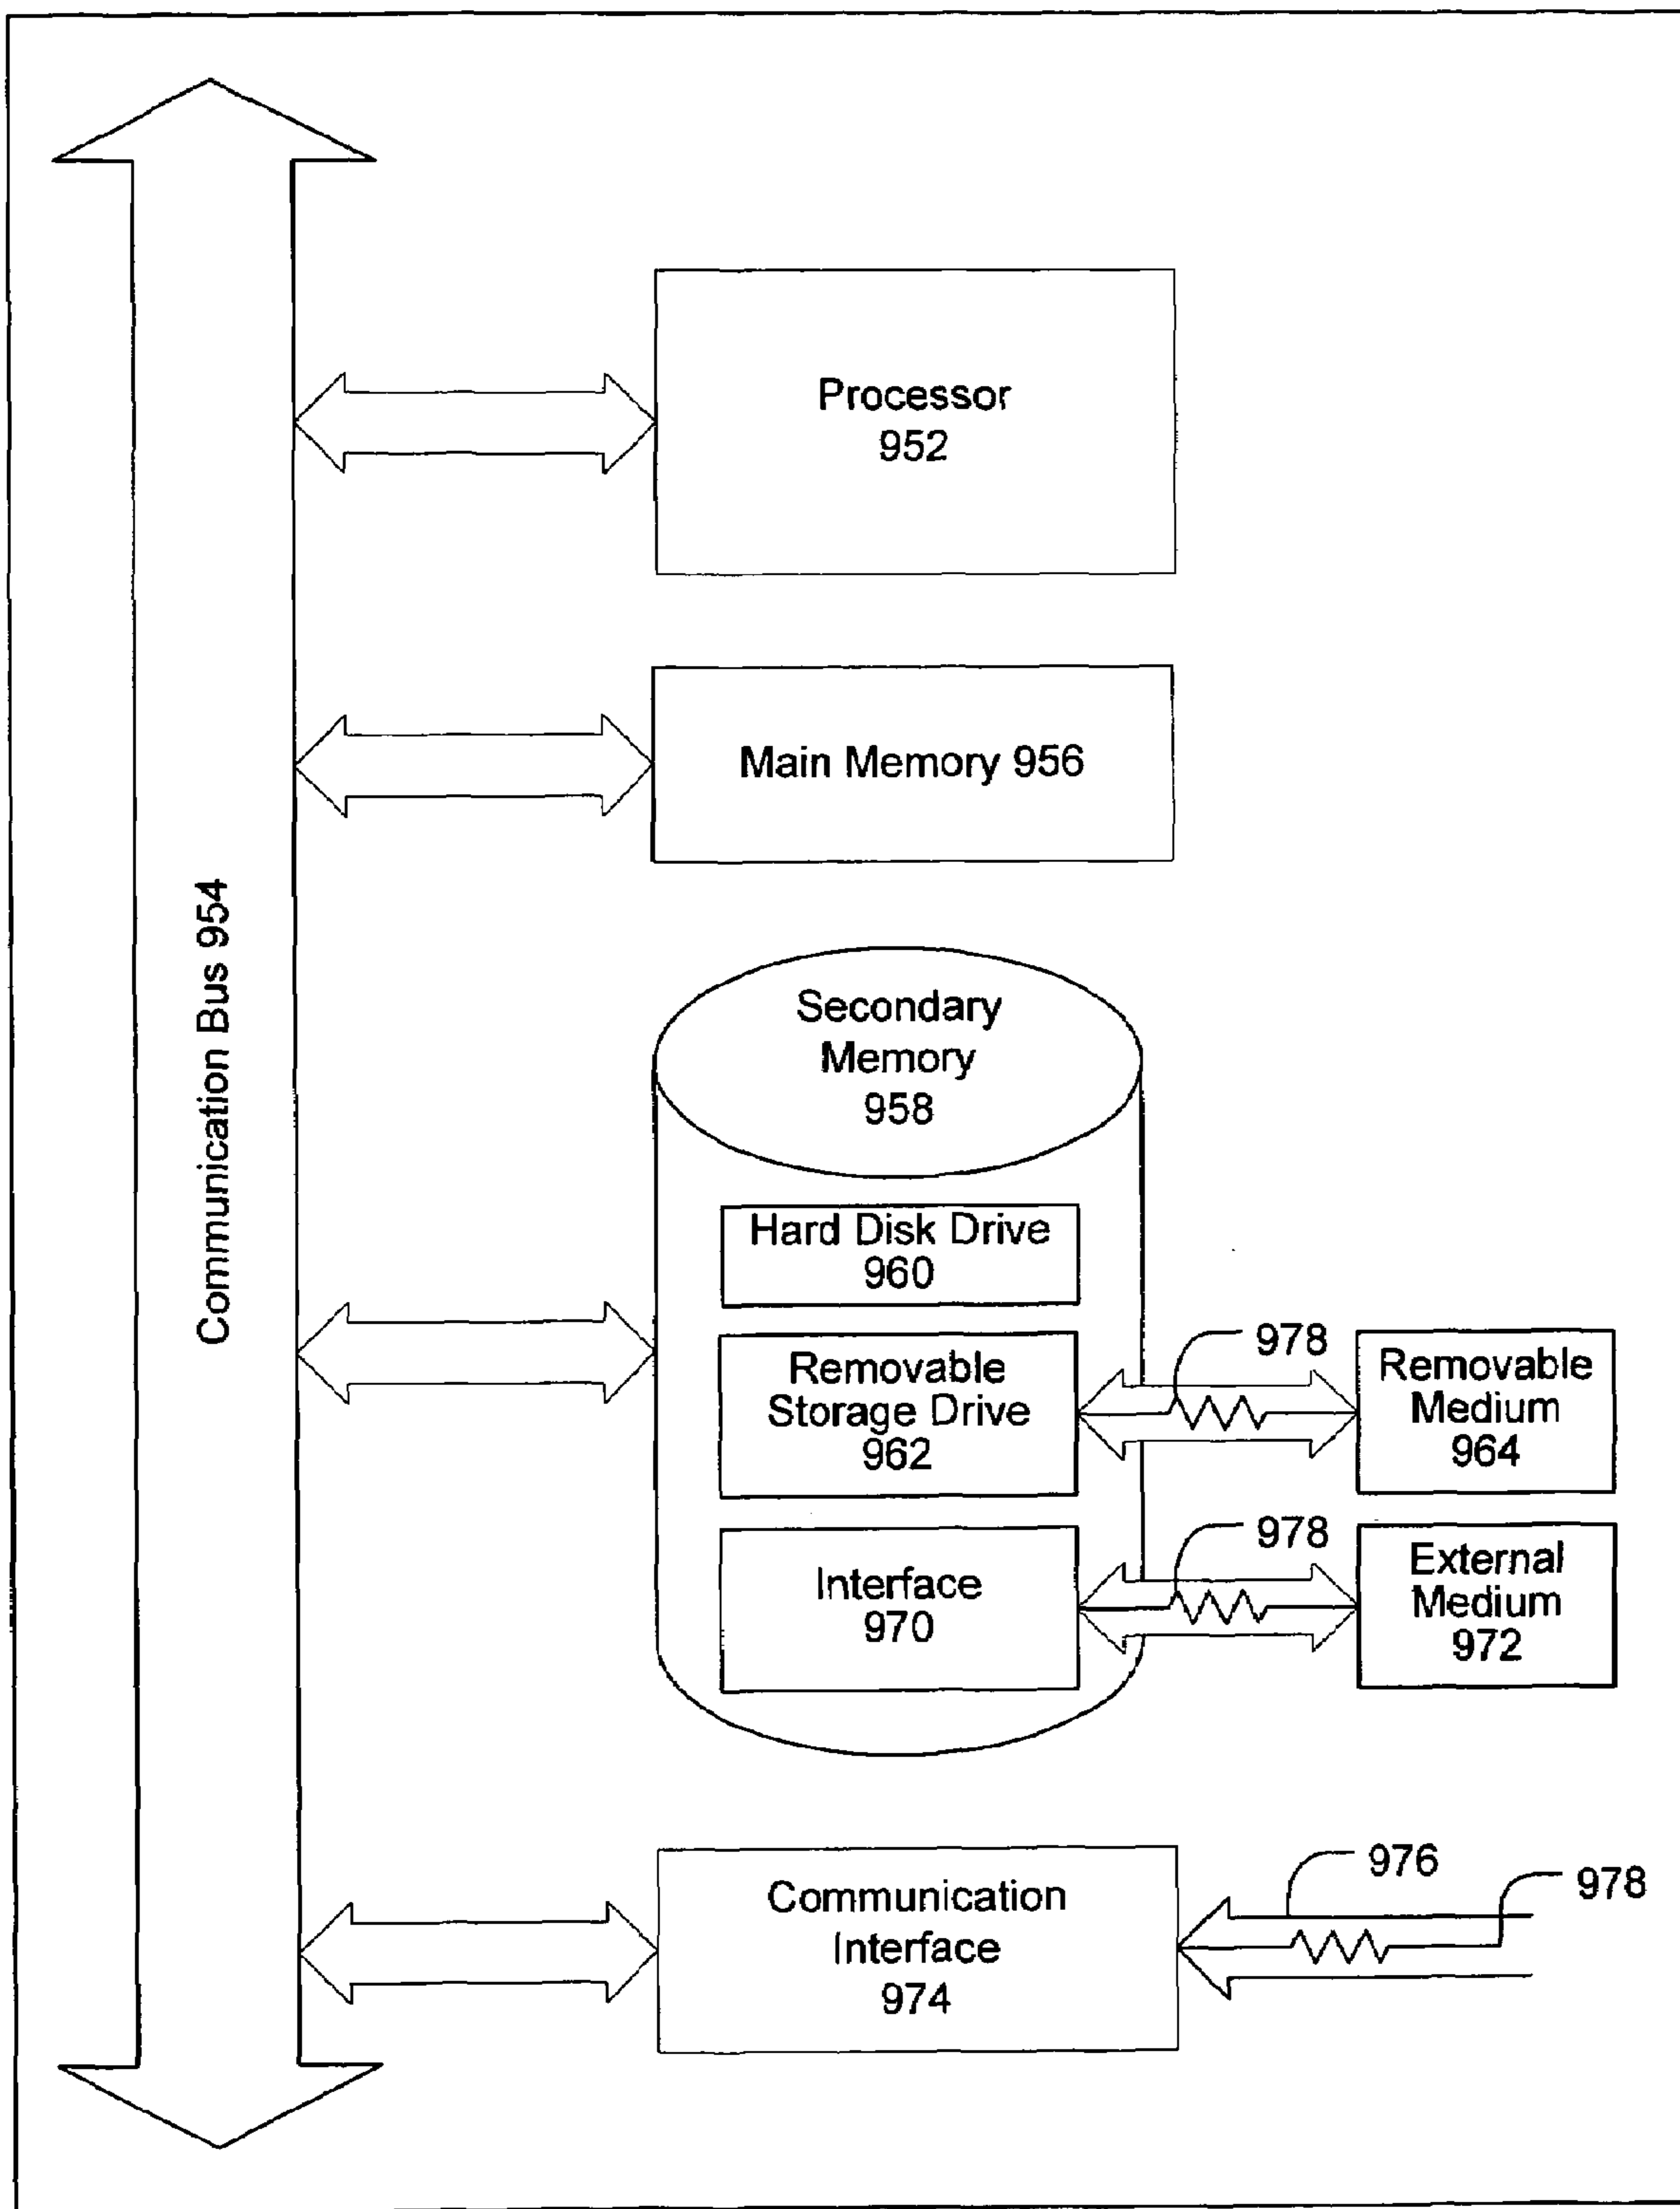 Communication Bus 954
Processor
952
Main Memory 956
Secondary
Memory
958
Hard Disk Drive
960
Removable
Storage Drive
962
978
Removable
Medium
964
Interface
970
978
External
Medium
972
Communication
Interface
974
976
978